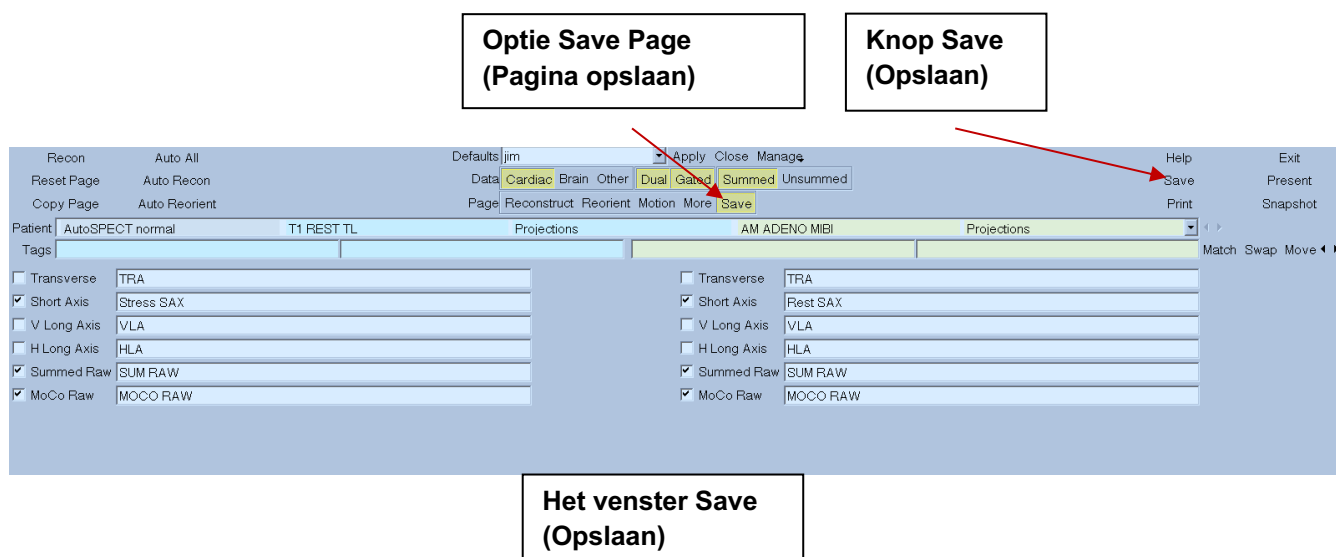 Optie Save Page
(Pagina opslaan)
Knop Save
(Opslaan)
Recon Auto All Defaults jim Apply Close Manage Help Exit
Reset Page Auto Recon Data Cardiac Brain Other Dual Gated Summed Unsummed Save Present
Copy Page Auto Reorient Page Reconstruct Reorient Motion More Save Print Snapshot
Patient AutoSPECT normal T1 REST TL Projections AM ADENO MIBI Projections
Tags Match Swap Move
Transverse TRA Transverse TRA
Short Axis Stress SAX Short Axis Rest SAX
V Long Axis VLA V Long Axis VLA
H Long Axis HLA H Long Axis HLA
Summed Raw SUM RAW Summed Raw SUM RAW
MoCo Raw MOCO RAW MoCo Raw MOCO RAW
Het venster Save
(Opslaan)